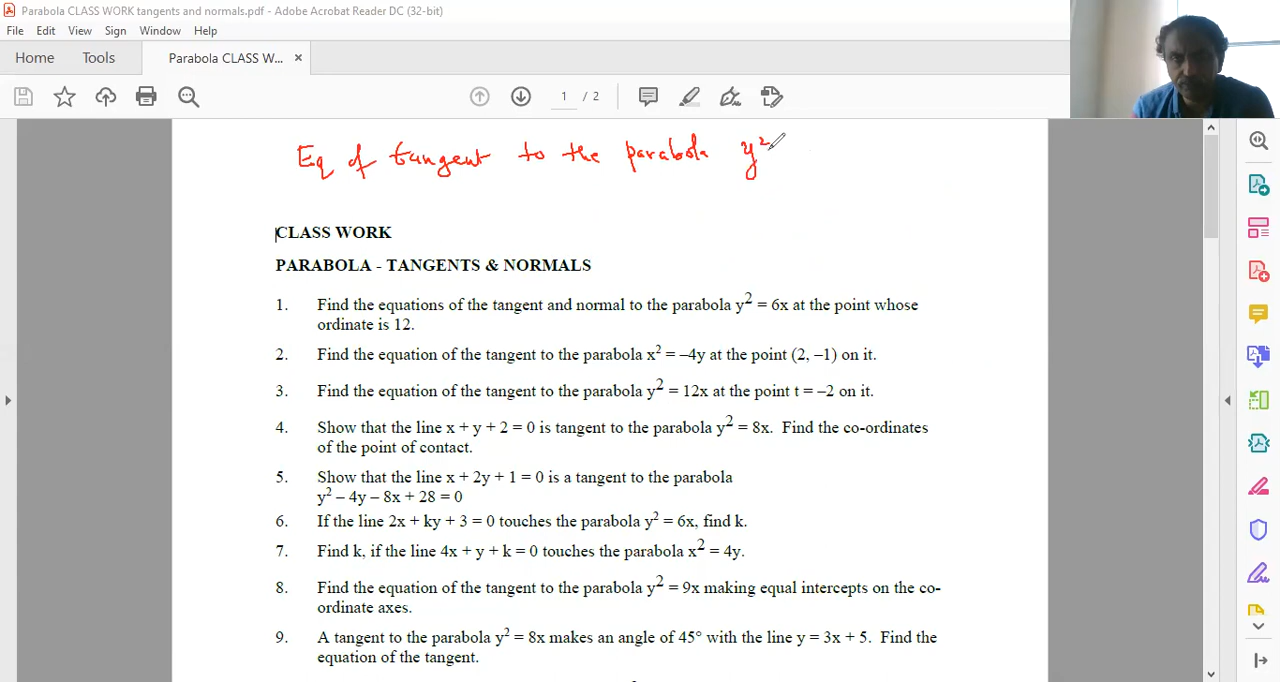 Parabola CLASS WORK tangents and normals.pdf - Adobe Acrobat Reader DC (32-bit)
File Edit View Sign Window Help
Home Tools Parabola CLASS W... ×
1 / 2
Eq of tangent to the parabola y²
CLASS WORK
PARABOLA - TANGENTS & NORMALS
1. Find the equations of the tangent and normal to the parabola y² = 6x at the point whose
ordinate is 12.
2. Find the equation of the tangent to the parabola x² = –4y at the point (2, –1) on it.
3. Find the equation of the tangent to the parabola y² = 12x at the point t = –2 on it.
4. Show that the line x + y + 2 = 0 is tangent to the parabola y² = 8x. Find the co-ordinates
of the point of contact.
5. Show that the line x + 2y + 1 = 0 is a tangent to the parabola
y² – 4y – 8x + 28 = 0
6. If the line 2x + ky + 3 = 0 touches the parabola y² = 6x, find k.
7. Find k, if the line 4x + y + k = 0 touches the parabola x² = 4y.
8. Find the equation of the tangent to the parabola y² = 9x making equal intercepts on the co-
ordinate axes.
9. A tangent to the parabola y² = 8x makes an angle of 45° with the line y = 3x + 5. Find the
equation of the tangent.